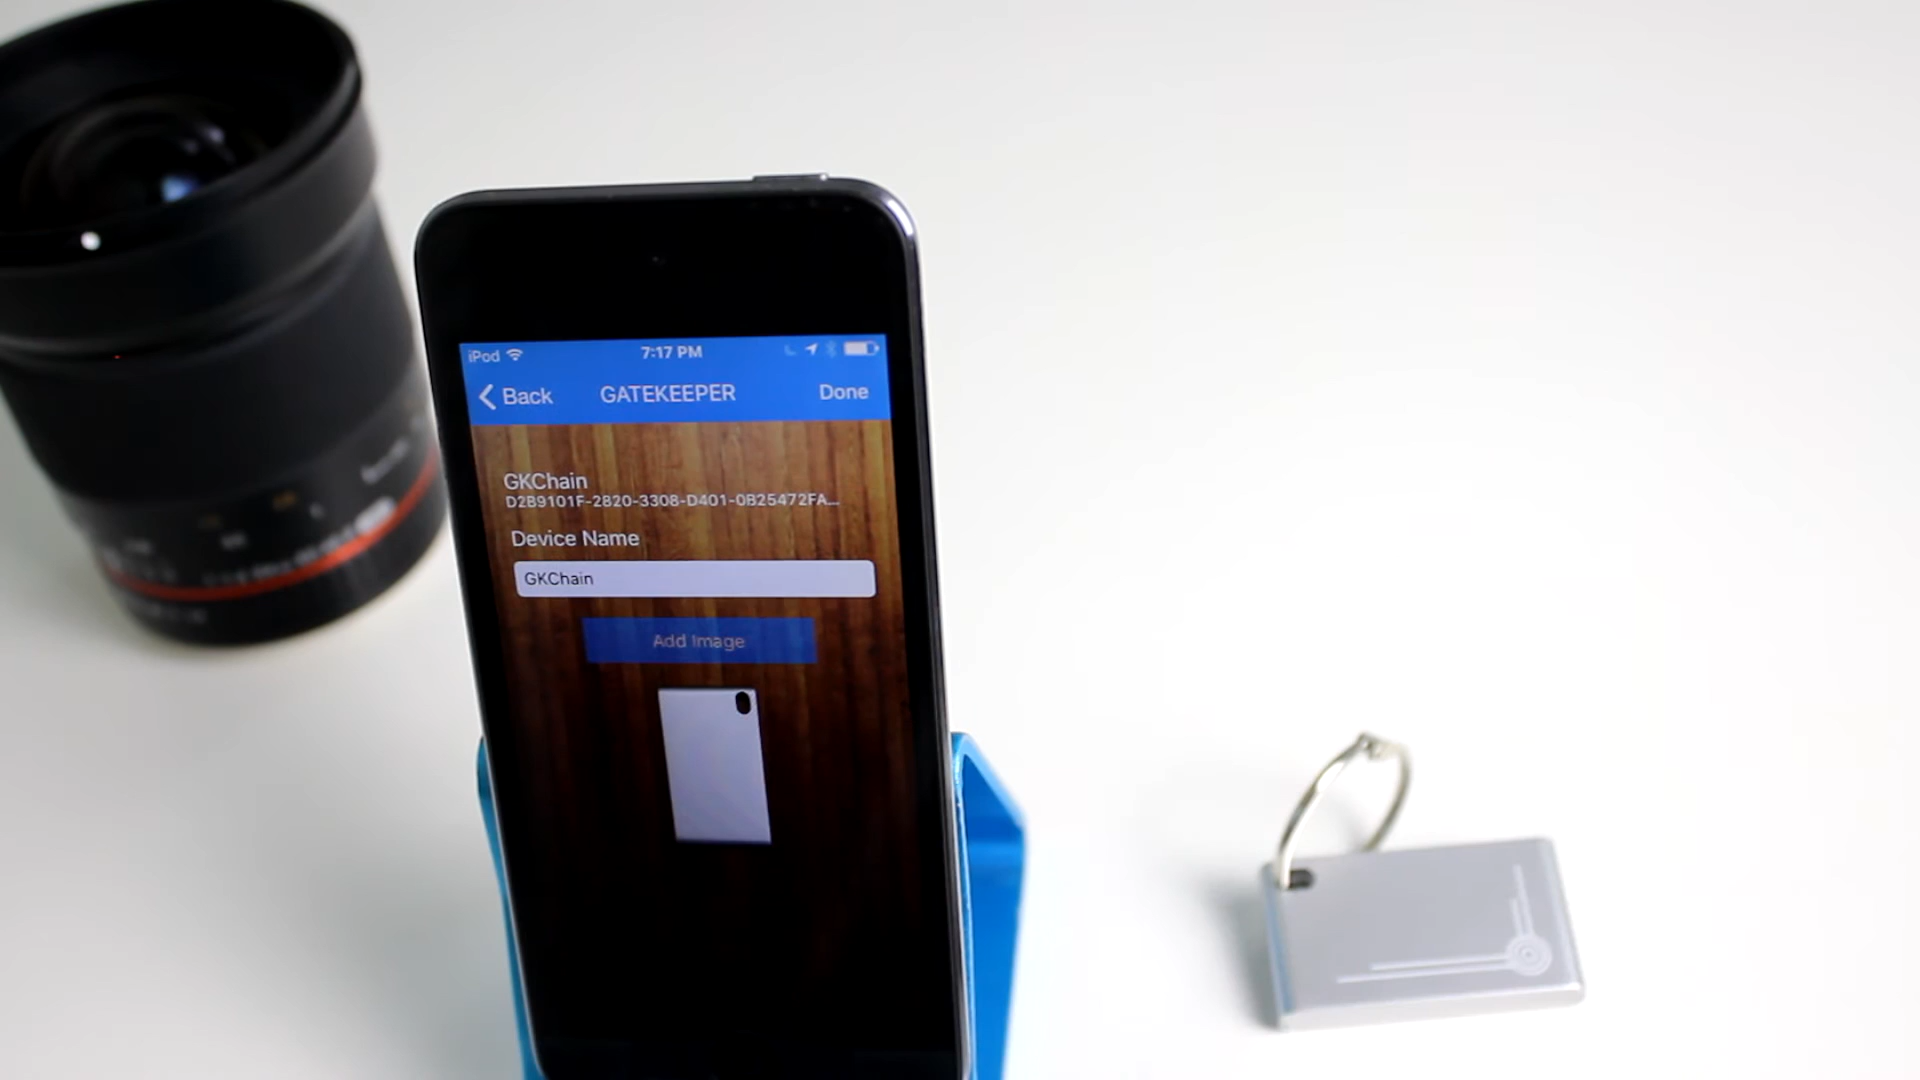 iPod
7:17 PM
Back
GATEKEEPER
Done
GKChain
D2B9101F-2820-3308-D401-0B25472FA...
Device Name
GKChain
Add Image